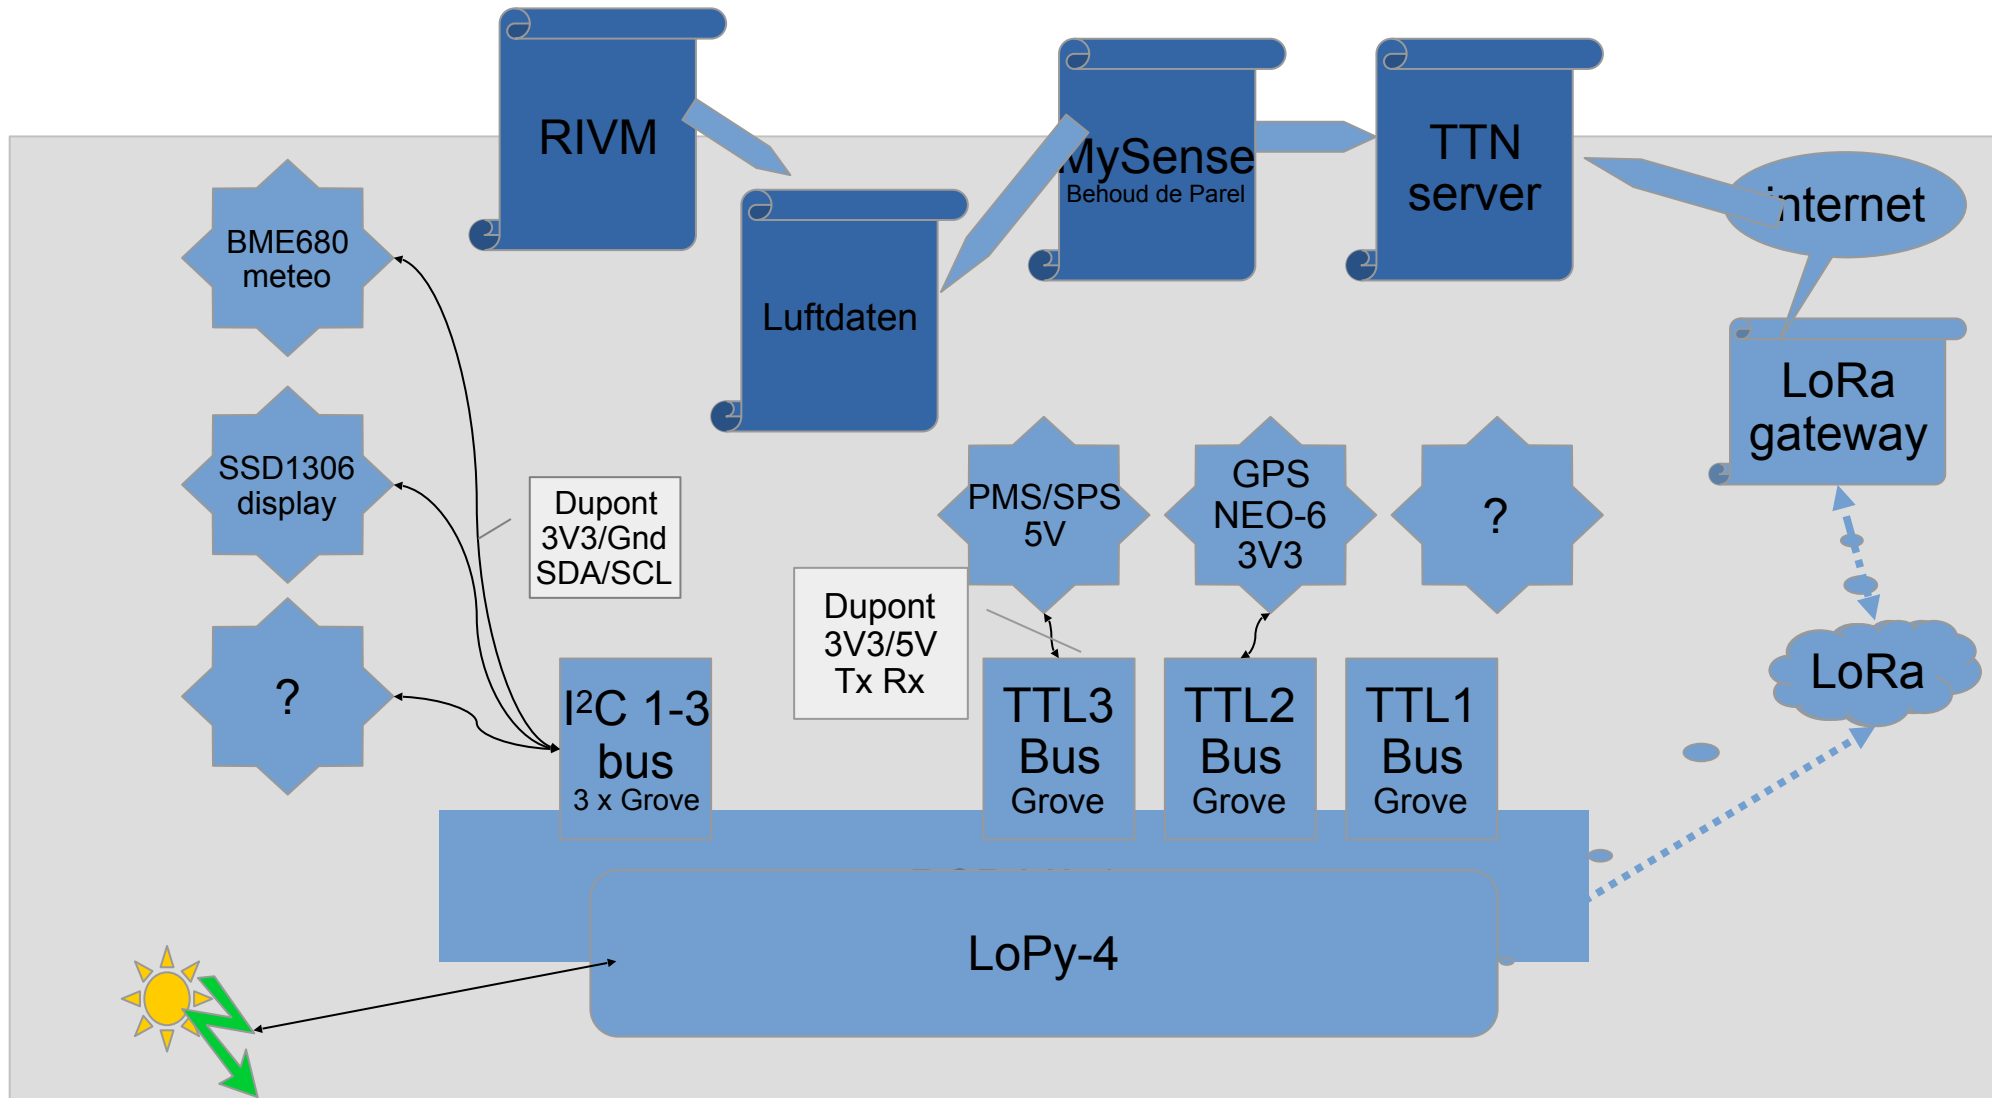 RIVM
MySense
Behoud de Parel
TTN
server
internet
BME680
meteo
Luftdaten
LoRa
gateway
SSD1306
display
Dupont
3V3/Gnd
SDA/SCL
PMS/SPS
5V
GPS
NEO-6
3V3
?
Dupont
3V3/5V
Tx Rx
?
LoRa
I²C 1-3
bus
3 x Grove
TTL3
Bus
Grove
TTL2
Bus
Grove
TTL1
Bus
Grove
LoPy-4